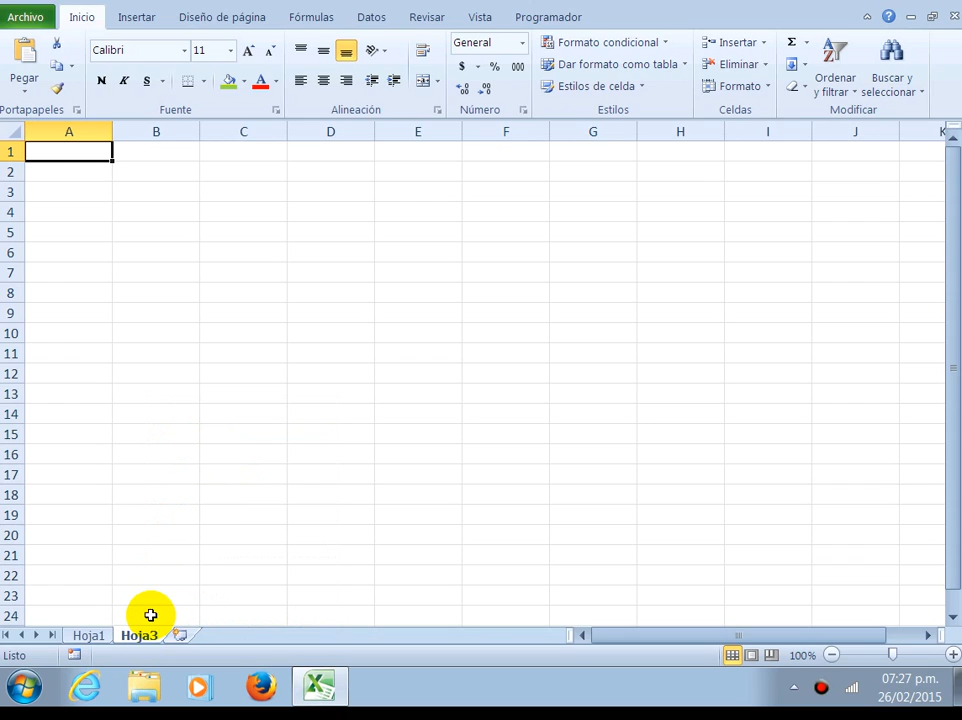 Archivo Inicio Insertar Diseño de página Fórmulas Datos Revisar Vista Programador
Pegar
Portapapeles
Calibri 11
N K S
Fuente
Alineación
General
$ % 000
Número
Formato condicional
Dar formato como tabla
Estilos de celda
Estilos
Insertar
Eliminar
Formato
Celdas
Σ
Ordenar y filtrar
Buscar y seleccionar
Modificar
A B C D E F G H I J K
1
2
3
4
5
6
7
8
9
10
11
12
13
14
15
16
17
18
19
20
21
22
23
24
Hoja1 Hoja3
Listo 100%
07:27 p.m.
26/02/2015